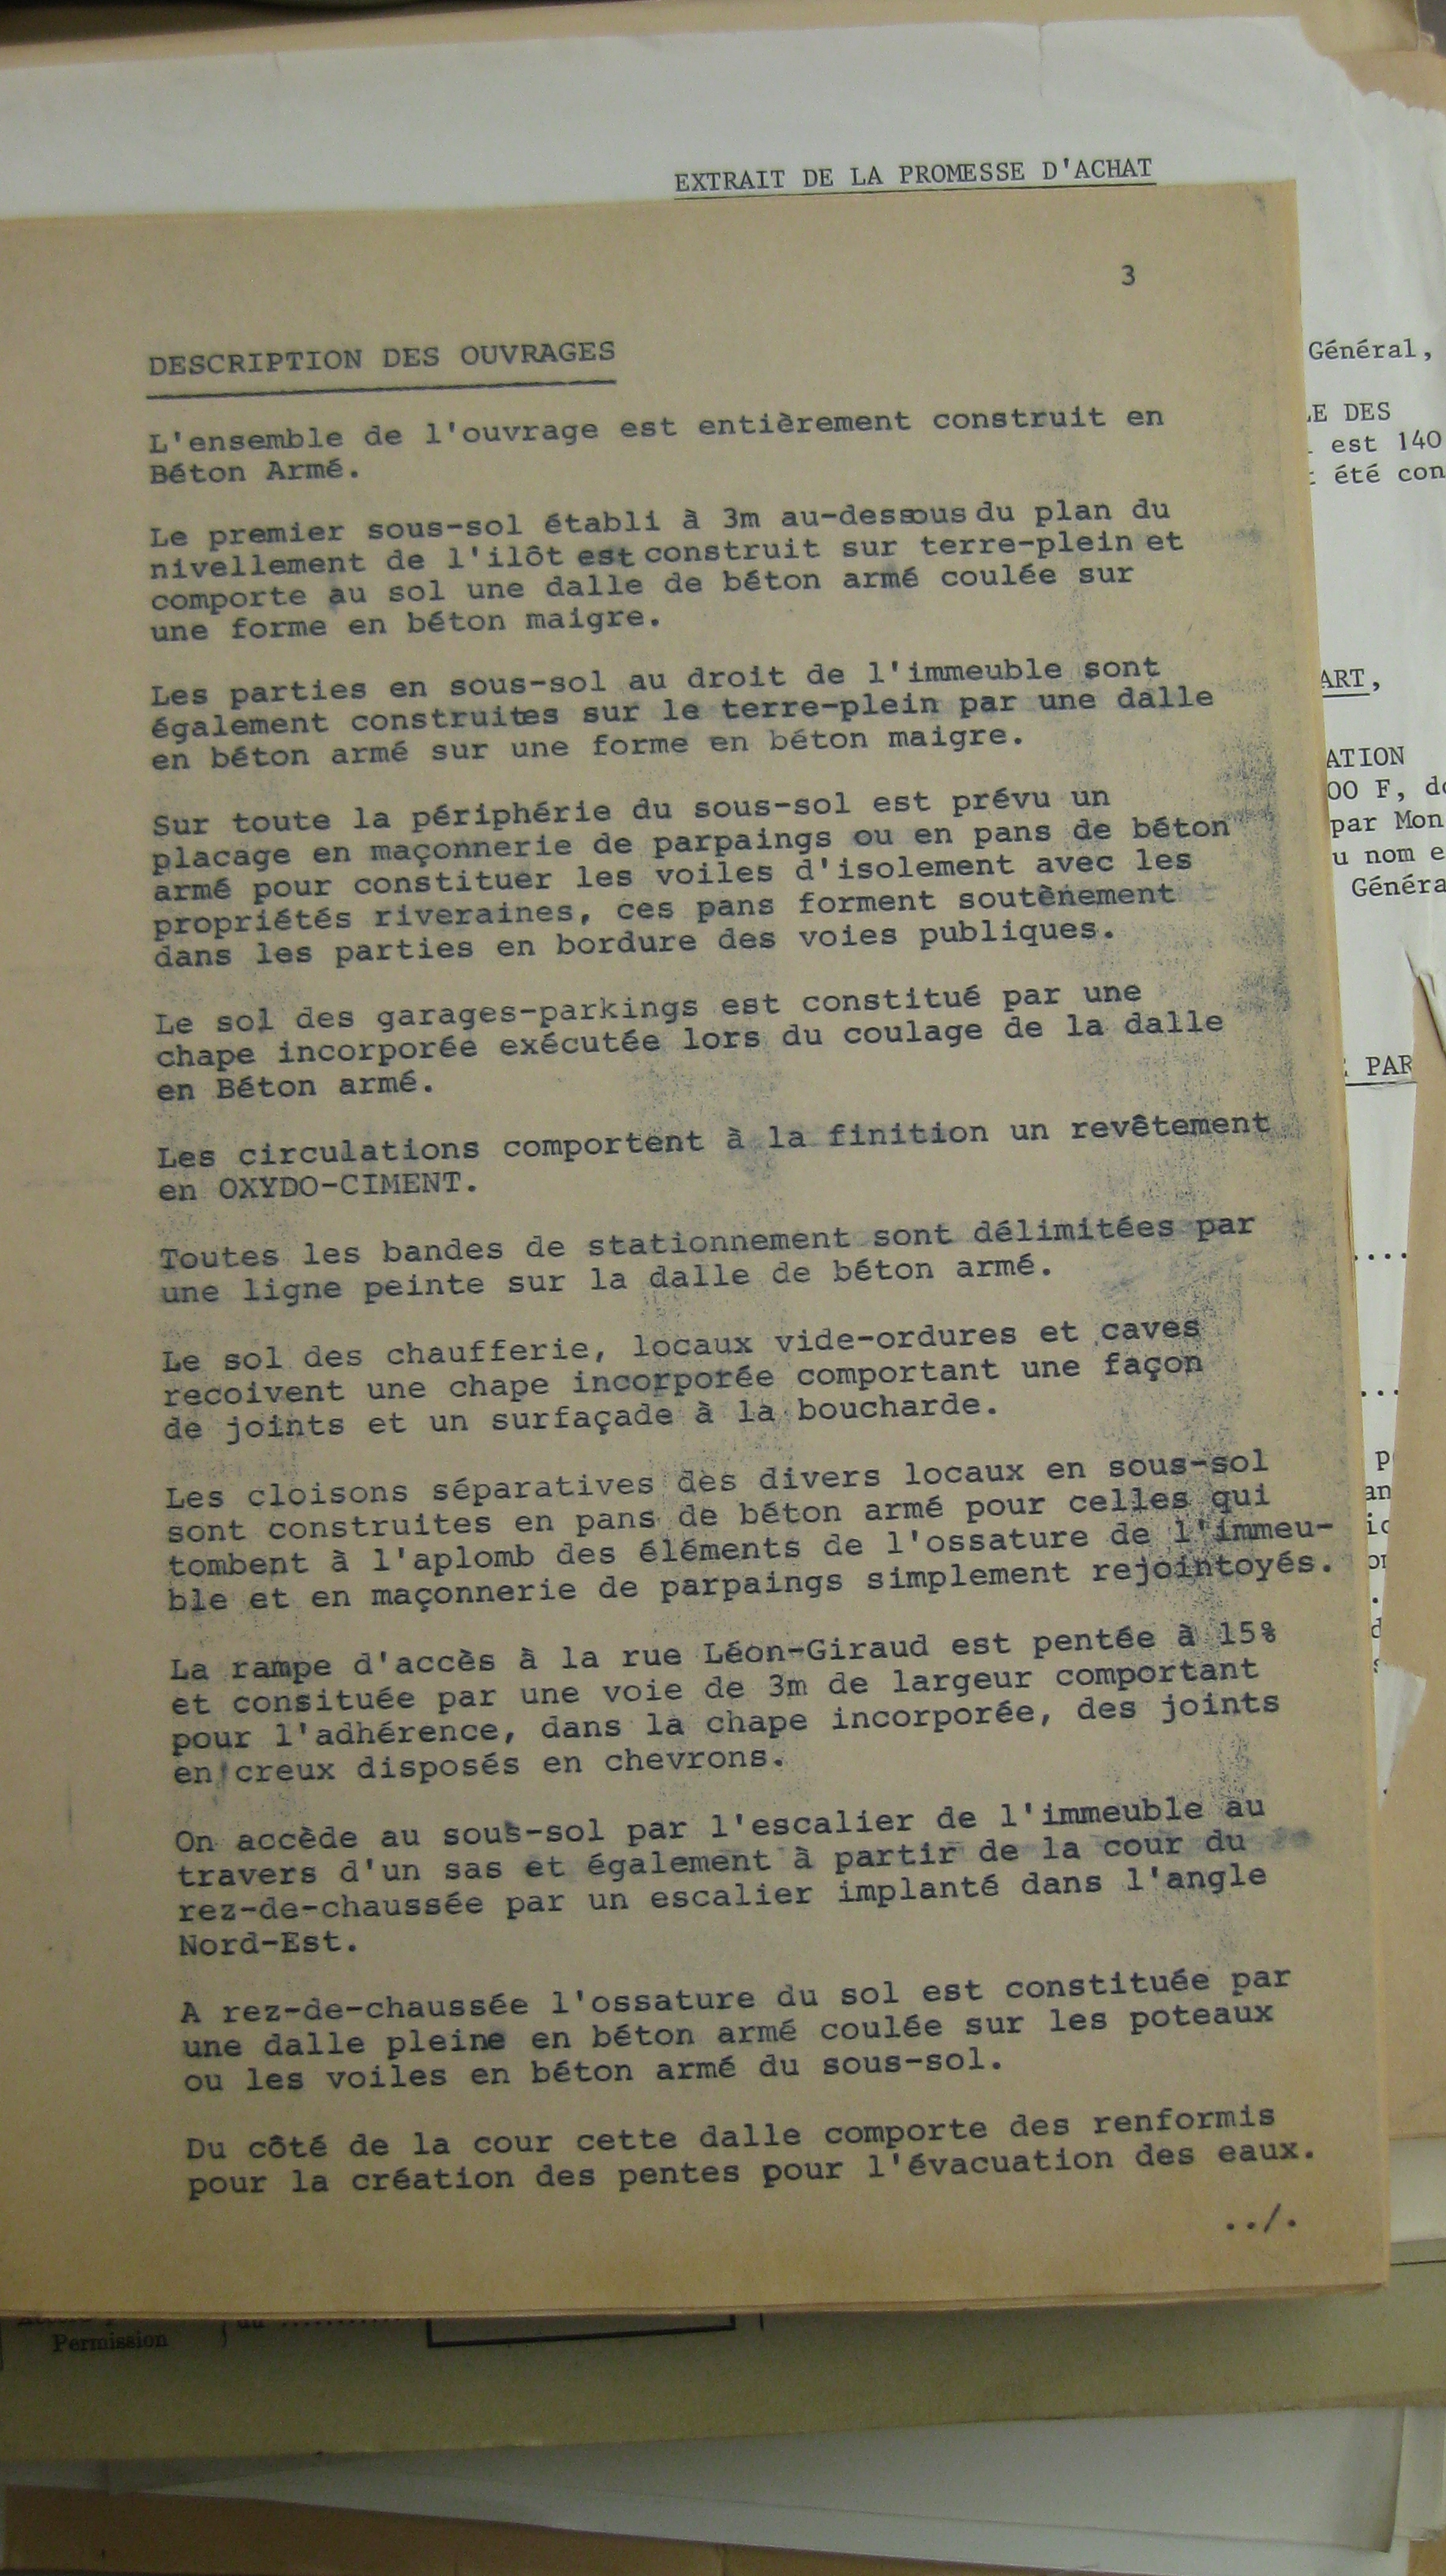 EXTRAIT DE LA PROMESSE D'ACHAT
3
DESCRIPTION DES OUVRAGES
L'ensemble de l'ouvrage est entièrement construit en
Béton Armé.
Le premier sous-sol établi à 3m au-dessous du plan du
nivellement de l'ilôt est construit sur terre-plein et
comporte au sol une dalle de béton armé coulée sur
une forme en béton maigre.
Les parties en sous-sol au droit de l'immeuble sont
également construites sur le terre-plein par une dalle
en béton armé sur une forme en béton maigre.
Sur toute la périphérie du sous-sol est prévu un
placage en maçonnerie de parpaings ou en pans de béton
armé pour constituer les voiles d'isolement avec les
propriétés riveraines, ces pans forment soutènement
dans les parties en bordure des voies publiques.
Le sol des garages-parkings est constitué par une
chape incorporée exécutée lors du coulage de la dalle
en Béton armé.
Les circulations comportent à la finition un revêtement
en OXYDO-CIMENT.
Toutes les bandes de stationnement sont délimitées par
une ligne peinte sur la dalle de béton armé.
Le sol des chaufferie, locaux vide-ordures et caves
recoivent une chape incorporée comportant une façon
de joints et un surfaçade à la boucharde.
Les cloisons séparatives des divers locaux en sous-sol
sont construites en pans de béton armé pour celles qui
tombent à l'aplomb des éléments de l'ossature de l'immeu-
ble et en maçonnerie de parpaings simplement rejointoyés.
La rampe d'accès à la rue Léon-Giraud est pentée à 15%
et consituée par une voie de 3m de largeur comportant
pour l'adhérence, dans la chape incorporée, des joints
en creux disposés en chevrons.
On accède au sous-sol par l'escalier de l'immeuble au
travers d'un sas et également à partir de la cour du
rez-de-chaussée par un escalier implanté dans l'angle
Nord-Est.
A rez-de-chaussée l'ossature du sol est constituée par
une dalle pleine en béton armé coulée sur les poteaux
ou les voiles en béton armé du sous-sol.
Du côté de la cour cette dalle comporte des renformis
pour la création des pentes pour l'évacuation des eaux.
../.
Général,
E DES
est 140
été con
ART,
ATION
00 F, d
par Mon
u nom e
Généra
PAR
Permission